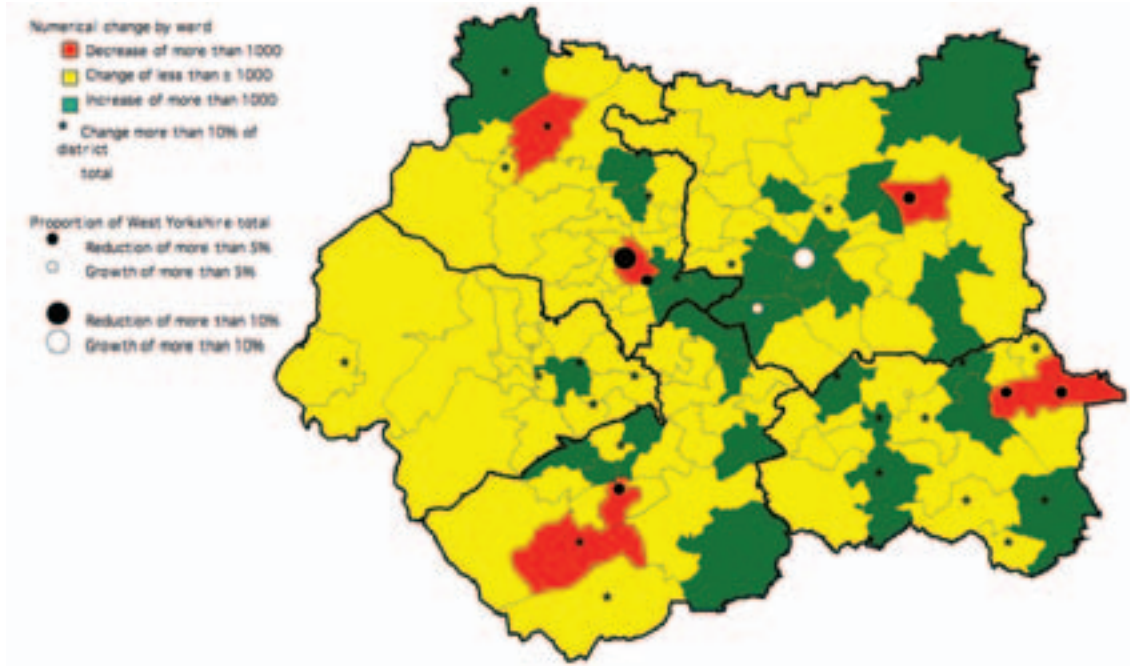 Numerical change by ward
Decrease of more than 1000
Change of less than ± 1000
Increase of more than 1000
Change more than 10% of
district
total
Proportion of West Yorkshire total
Reduction of more than 5%
Growth of more than 5%
Reduction of more than 10%
Growth of more than 10%